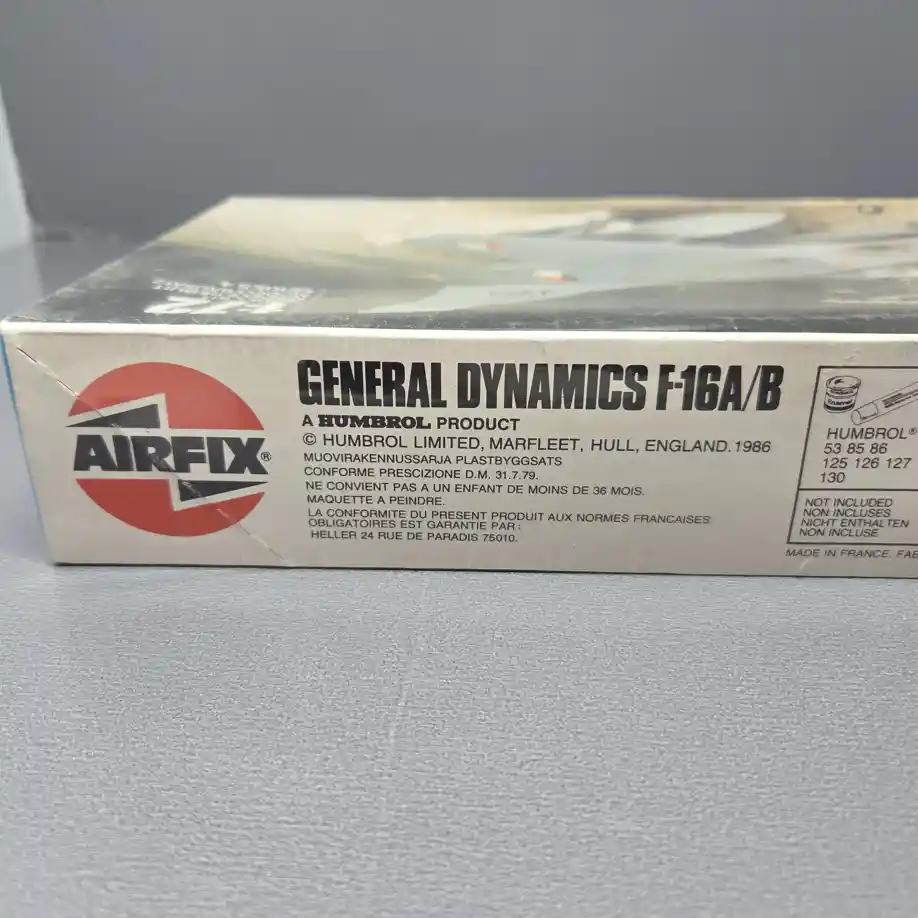 AIRFIX®
GENERAL DYNAMICS F-16A/B
A HUMBROL PRODUCT
© HUMBROL LIMITED, MARFLEET, HULL, ENGLAND. 1986
MUOVIRAKENNUSSARJA PLASTBYGGSATS
CONFORME PRESCIZIONE D.M. 31.7.79.
NE CONVIENT PAS A UN ENFANT DE MOINS DE 36 MOIS.
MAQUETTE A PEINDRE.
LA CONFORMITE DU PRESENT PRODUIT AUX NORMES FRANCAISES
OBLIGATOIRES EST GARANTIE PAR:
HELLER 24 RUE DE PARADIS 75010.
HUMBROL®
53 85 86
125 126 127
130
NOT INCLUDED
NON INCLUSES
NICHT ENTHALTEN
NON INCLUSE
MADE IN FRANCE. FAB